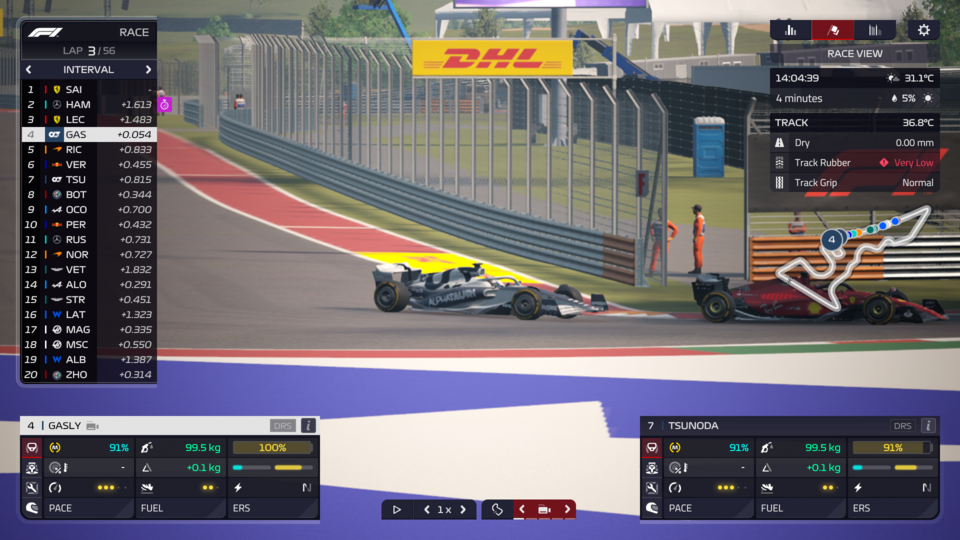 F1 RACE
LAP 3 / 56
INTERVAL
1 SAI -
2 HAM +1.613
3 LEC +1.483
4 GAS +0.054
5 RIC +0.833
6 VER +0.455
7 TSU +0.815
8 BOT +0.344
9 OCO +0.700
10 PER +0.432
11 RUS +0.731
12 NOR +0.727
13 VET +1.832
14 ALO +0.291
15 STR +0.451
16 LAT +1.323
17 MAG +0.335
18 MSC +0.550
19 ALB +1.387
20 ZHO +0.314
DHL
RACE VIEW
14:04:39 31.1°C
4 minutes 5%
TRACK 36.8°C
Dry 0.00 mm
Track Rubber Very Low
Track Grip Normal
4
ALPHATAURI
4 | GASLY DRS i
M 91% 99.5 kg 100%
- +0.1 kg
N
PACE FUEL ERS
1x
7 | TSUNODA DRS i
M 91% 99.5 kg 91%
- +0.1 kg
N
PACE FUEL ERS